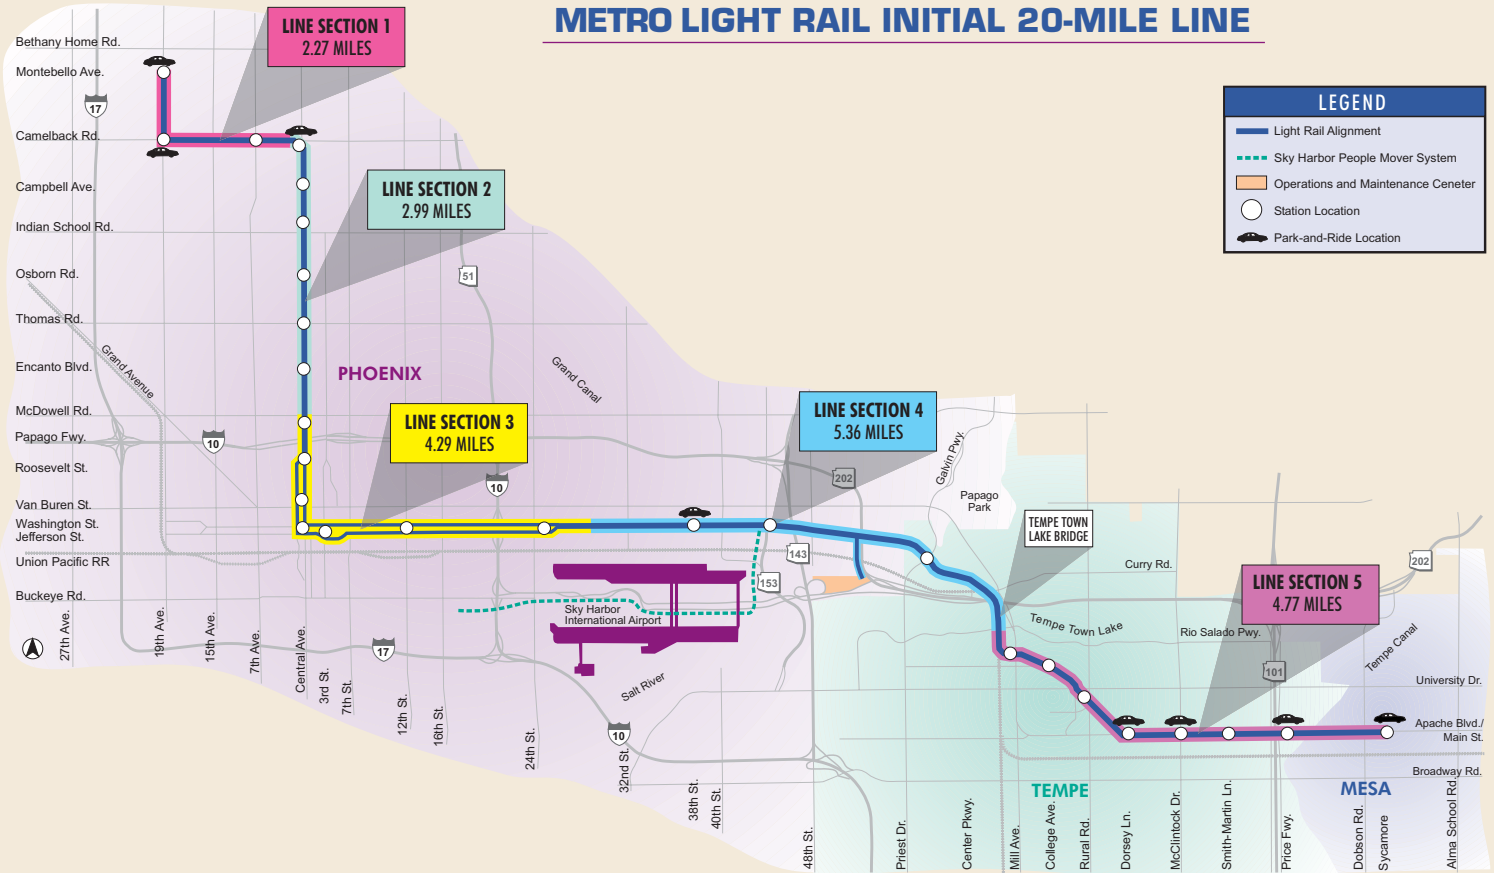 METRO LIGHT RAIL INITIAL 20-MILE LINE
LINE SECTION 1
2.27 MILES
LINE SECTION 2
2.99 MILES
LINE SECTION 3
4.29 MILES
LINE SECTION 4
5.36 MILES
LINE SECTION 5
4.77 MILES
LEGEND
Light Rail Alignment
Sky Harbor People Mover System
Operations and Maintenance Ceneter
Station Location
Park-and-Ride Location
Bethany Home Rd.
Montebello Ave.
Camelback Rd.
Campbell Ave.
Indian School Rd.
Osborn Rd.
Thomas Rd.
Encanto Blvd.
McDowell Rd.
Papago Fwy.
Roosevelt St.
Van Buren St.
Washington St.
Jefferson St.
Union Pacific RR
Buckeye Rd.
17
51
10
10
202
143
153
17
10
101
202
Grand Avenue
PHOENIX
Grand Canal
Galvin Pwy.
Papago
Park
TEMPE TOWN
LAKE BRIDGE
Curry Rd.
Sky Harbor
International Airport
Salt River
Tempe Town Lake
Rio Salado Pwy.
Tempe Canal
University Dr.
Apache Blvd./
Main St.
Broadway Rd.
TEMPE
MESA
27th Ave.
19th Ave.
15th Ave.
7th Ave.
Central Ave.
3rd St.
7th St.
12th St.
16th St.
24th St.
32nd St.
38th St.
40th St.
48th St.
Priest Dr.
Center Pkwy.
Mill Ave.
College Ave.
Rural Rd.
Dorsey Ln.
McClintock Dr.
Smith-Martin Ln.
Price Fwy.
Dobson Rd.
Sycamore
Alma School Rd.